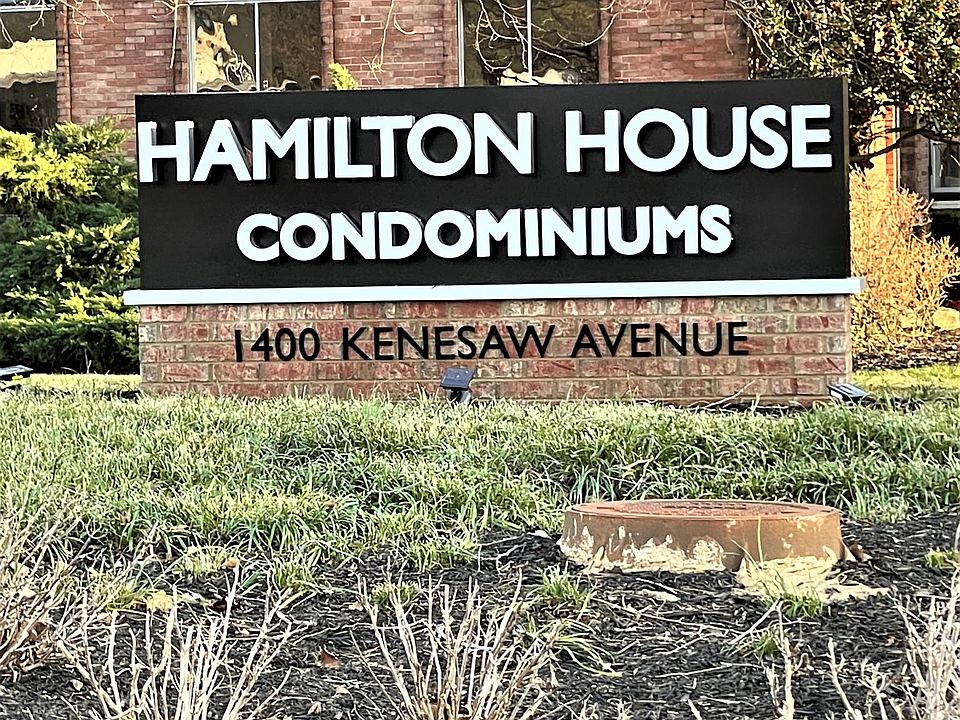 HAMILTON HOUSE
CONDOMINIUMS
1400 KENESAW AVENUE